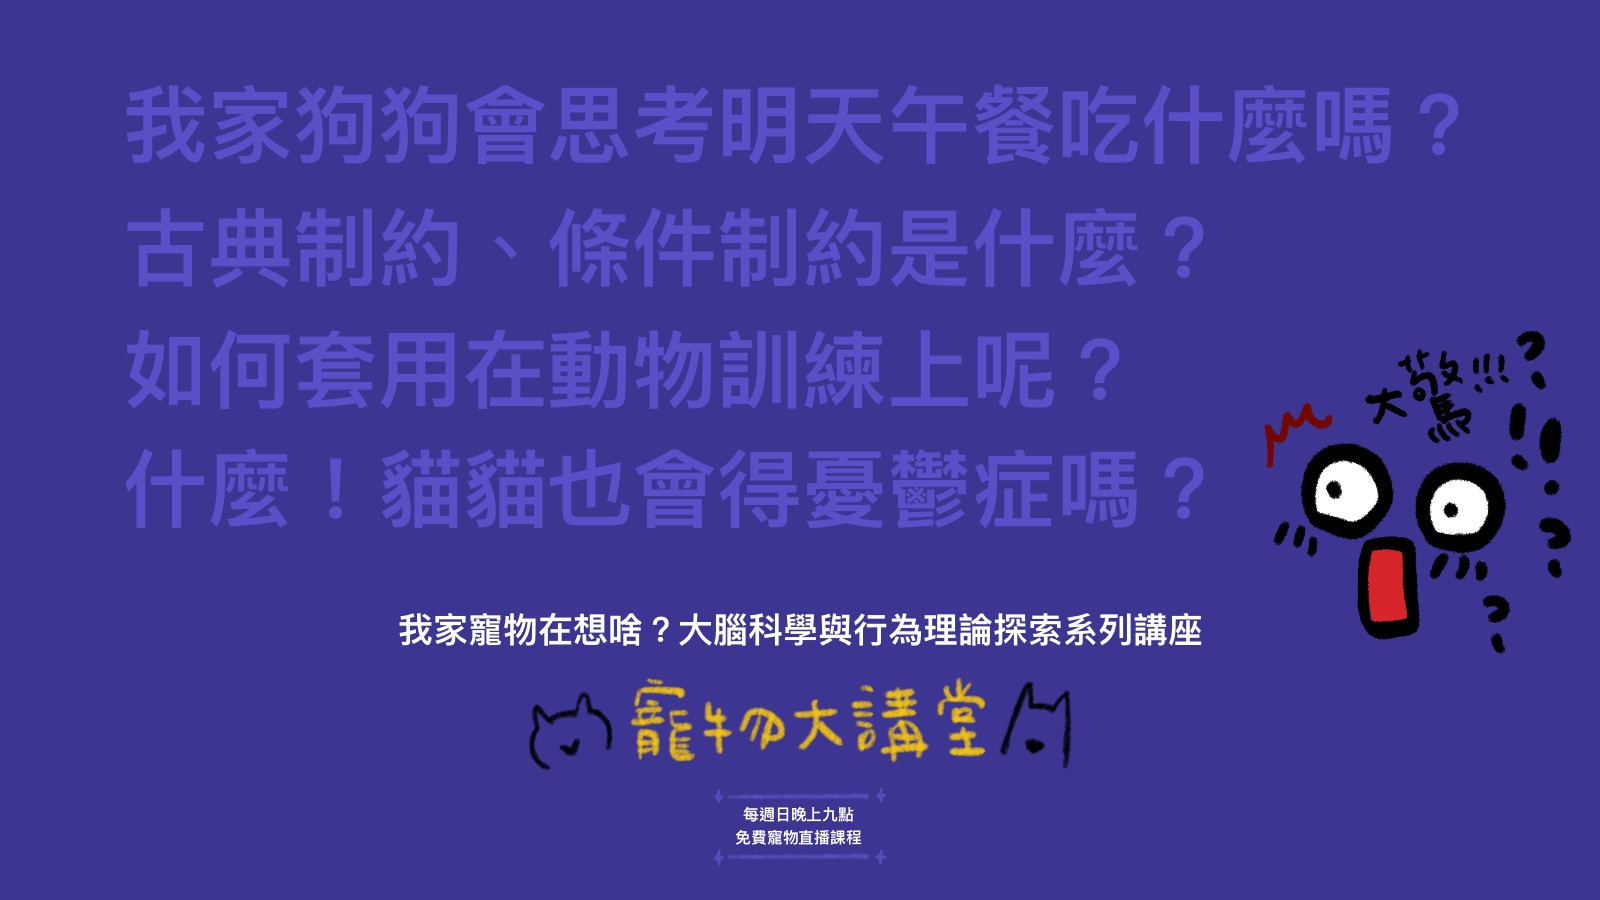 我家狗狗會思考明天午餐吃什麼嗎？
古典制約、條件制約是什麼？
如何套用在動物訓練上呢？
什麼！貓貓也會得憂鬱症嗎？
大驚!!!?
!!
?
?
我家寵物在想啥？大腦科學與行為理論探索系列講座
寵物大講堂
每週日晚上九點
免費寵物直播課程